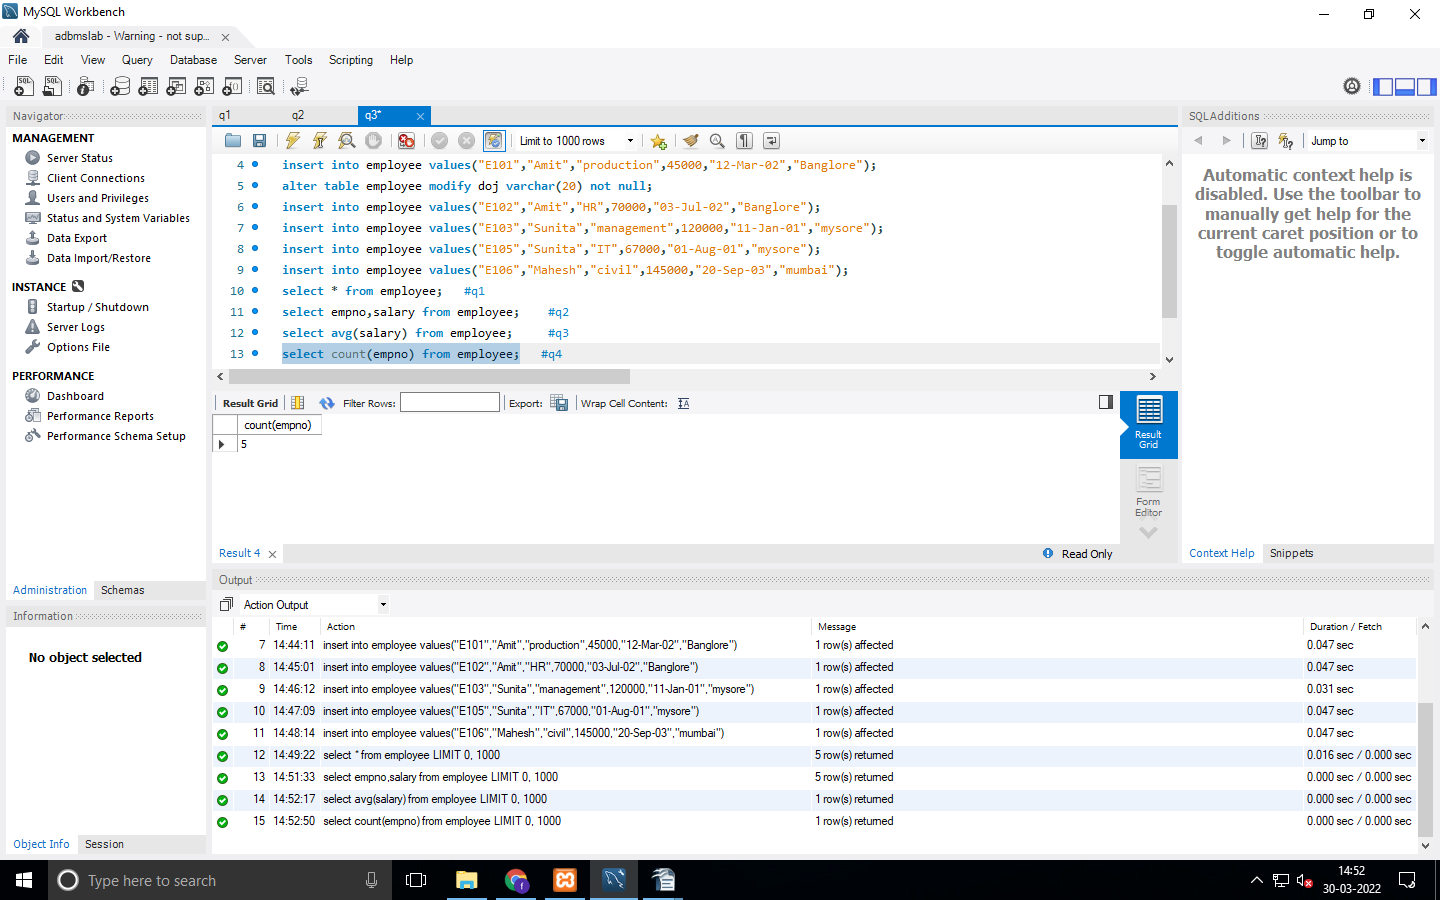 MySQL Workbench
adbmslab - Warning - not sup...
File Edit View Query Database Server Tools Scripting Help
Navigator
MANAGEMENT
Server Status
Client Connections
Users and Privileges
Status and System Variables
Data Export
Data Import/Restore
INSTANCE
Startup / Shutdown
Server Logs
Options File
PERFORMANCE
Dashboard
Performance Reports
Performance Schema Setup
Administration Schemas
Information
No object selected
Object Info Session
q1 q2 q3*
Limit to 1000 rows
4 insert into employee values("E101","Amit","production",45000,"12-Mar-02","Banglore");
5 alter table employee modify doj varchar(20) not null;
6 insert into employee values("E102","Amit","HR",70000,"03-Jul-02","Banglore");
7 insert into employee values("E103","Sunita","management",120000,"11-Jan-01","mysore");
8 insert into employee values("E105","Sunita","IT",67000,"01-Aug-01","mysore");
9 insert into employee values("E106","Mahesh","civil",145000,"20-Sep-03","mumbai");
10 select * from employee; #q1
11 select empno,salary from employee; #q2
12 select avg(salary) from employee; #q3
13 select count(empno) from employee; #q4
Result Grid Filter Rows: Export: Wrap Cell Content:
count(empno)
5
Result Grid
Form Editor
Result 4 Read Only
SQLAdditions
Jump to
Automatic context help is
disabled. Use the toolbar to
manually get help for the
current caret position or to
toggle automatic help.
Context Help Snippets
Output
Action Output
# Time Action Message Duration / Fetch
7 14:44:11 insert into employee values("E101","Amit","production",45000,"12-Mar-02","Banglore") 1 row(s) affected 0.047 sec
8 14:45:01 insert into employee values("E102","Amit","HR",70000,"03-Jul-02","Banglore") 1 row(s) affected 0.047 sec
9 14:46:12 insert into employee values("E103","Sunita","management",120000,"11-Jan-01","mysore") 1 row(s) affected 0.031 sec
10 14:47:09 insert into employee values("E105","Sunita","IT",67000,"01-Aug-01","mysore") 1 row(s) affected 0.047 sec
11 14:48:14 insert into employee values("E106","Mahesh","civil",145000,"20-Sep-03","mumbai") 1 row(s) affected 0.047 sec
12 14:49:22 select * from employee LIMIT 0, 1000 5 row(s) returned 0.016 sec / 0.000 sec
13 14:51:33 select empno,salary from employee LIMIT 0, 1000 5 row(s) returned 0.000 sec / 0.000 sec
14 14:52:17 select avg(salary) from employee LIMIT 0, 1000 1 row(s) returned 0.000 sec / 0.000 sec
15 14:52:50 select count(empno) from employee LIMIT 0, 1000 1 row(s) returned 0.000 sec / 0.000 sec
Type here to search
14:52
30-03-2022